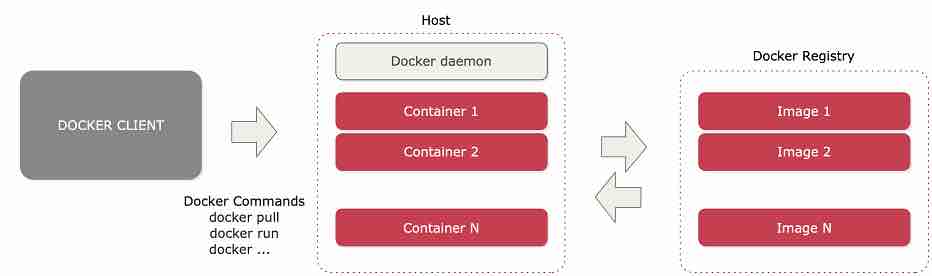 Host
Docker Registry
Docker daemon
DOCKER CLIENT
Container 1
Container 2
Container N
Image 1
Image 2
Image N
Docker Commands
docker pull
docker run
docker ...